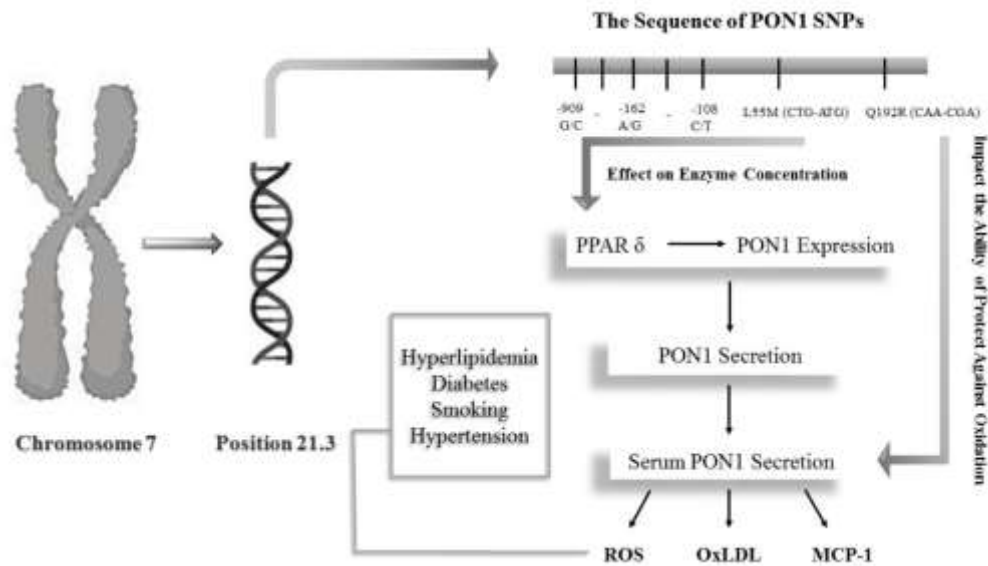 The Sequence of PON1 SNPs
-909 - -162 - -108 L55M (CTG-ATG) Q192R (CAA-CGA)
G/C A/G C/T
Effect on Enzyme Concentration
Impact the Ability of Protect Against Oxidation
PPAR δ PON1 Expression
PON1 Secretion
Hyperlipidemia
Diabetes
Smoking
Hypertension
Chromosome 7 Position 21.3
Serum PON1 Secretion
ROS OxLDL MCP-1